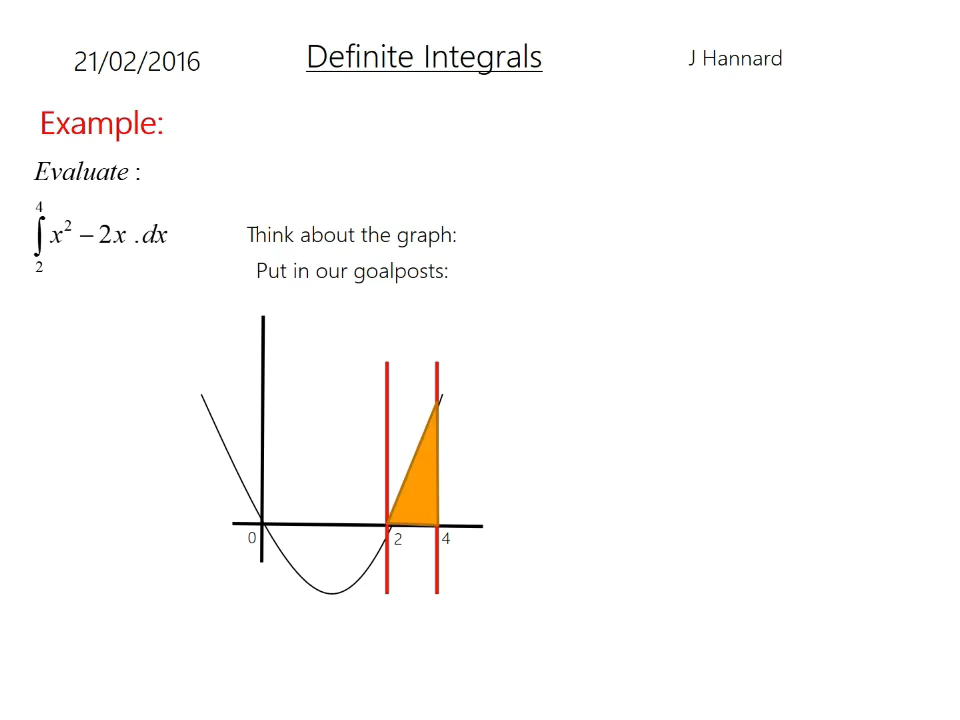 21/02/2016 Definite Integrals J Hannard
Example:
Evaluate :
4
∫ x² − 2x .dx
2
Think about the graph:
Put in our goalposts:
0 2 4